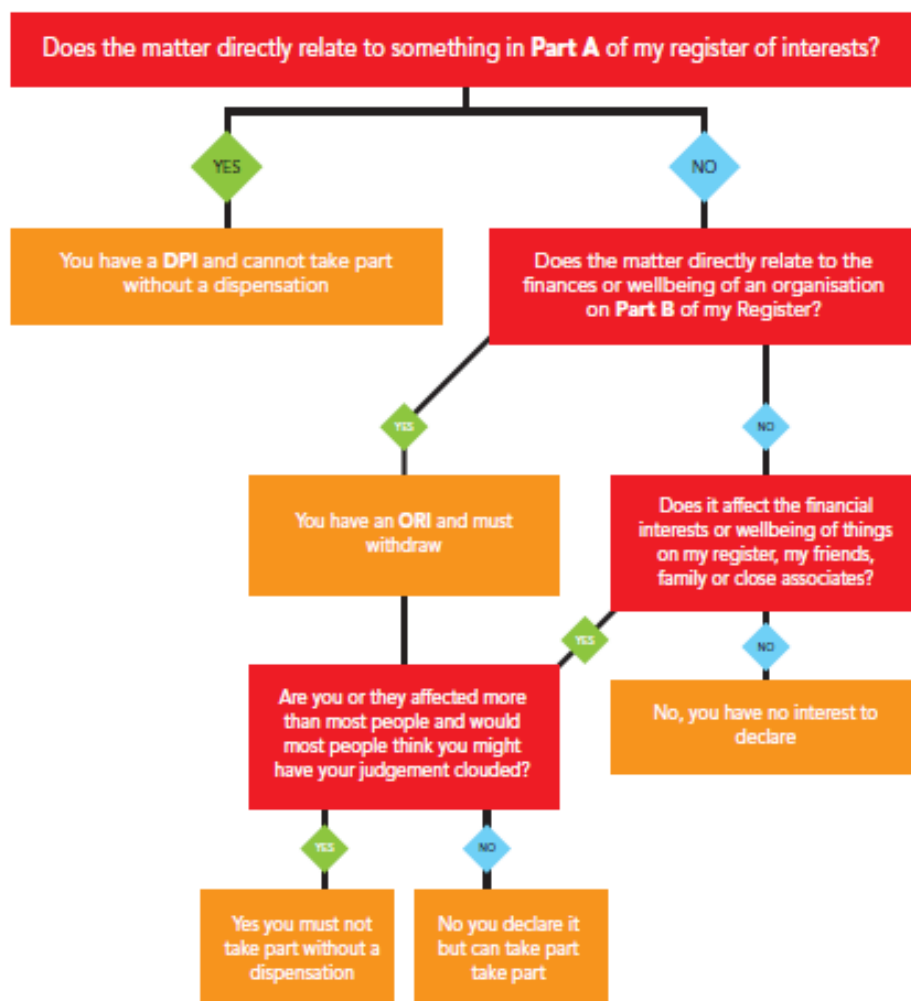 Does the matter directly relate to something in Part A of my register of interests?
YES
NO
You have a DPI and cannot take part
without a dispensation
Does the matter directly relate to the
finances or wellbeing of an organisation
on Part B of my Register?
YES
NO
You have an ORI and must
withdraw
Does it affect the financial
interests or wellbeing of things
on my register, my friends,
family or close associates?
YES
NO
Are you or they affected more
than most people and would
most people think you might
have your judgement clouded?
No, you have no interest to
declare
YES
NO
Yes you must not
take part without a
dispensation
No you declare it
but can take part
take part